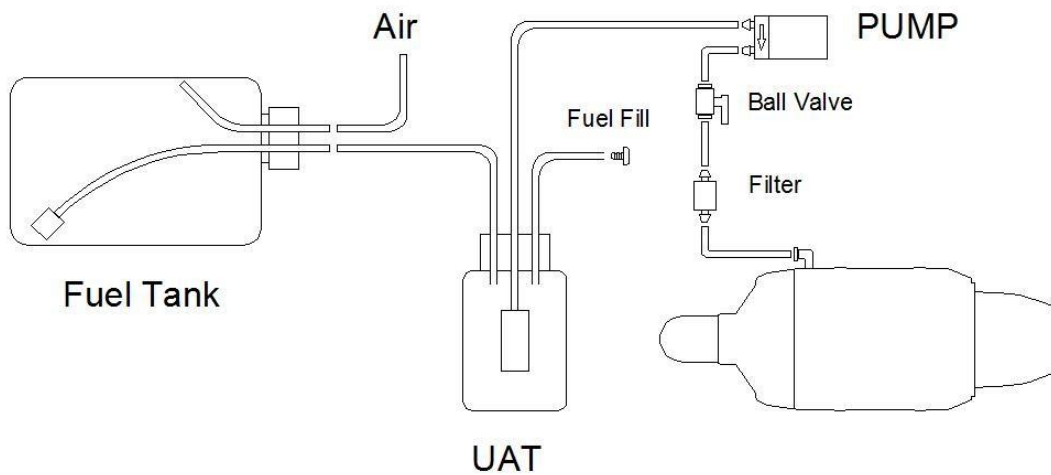 Air
PUMP
Ball Valve
Fuel Fill
Filter
Fuel Tank
UAT